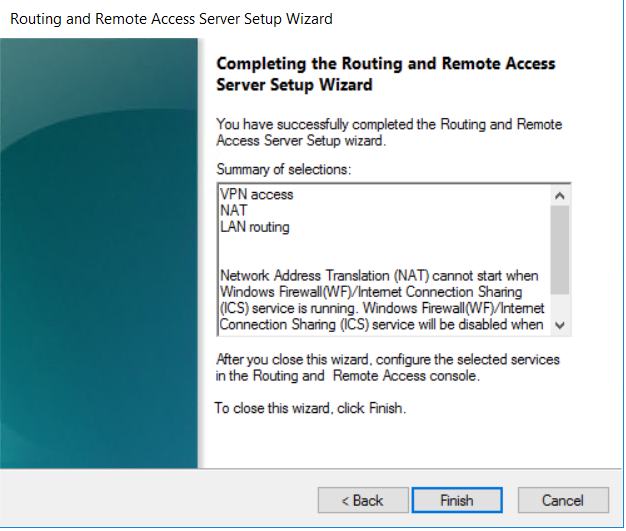 Routing and Remote Access Server Setup Wizard
Completing the Routing and Remote Access
Server Setup Wizard
You have successfully completed the Routing and Remote
Access Server Setup wizard.
Summary of selections:
VPN access
NAT
LAN routing
Network Address Translation (NAT) cannot start when
Windows Firewall(WF)/Internet Connection Sharing
(ICS) service is running. Windows Firewall(WF)/Internet
Connection Sharing (ICS) service will be disabled when
After you close this wizard, configure the selected services
in the Routing and  Remote Access console.
To close this wizard, click Finish.
< Back
Finish
Cancel